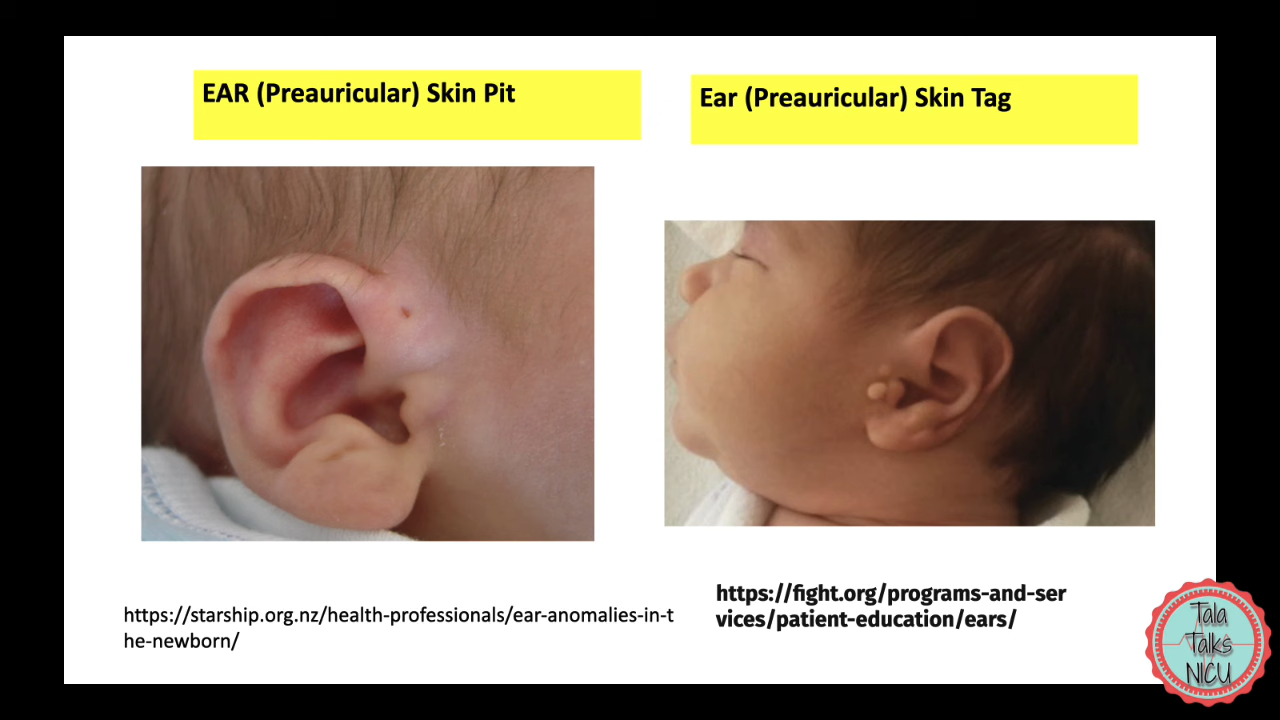 EAR (Preauricular) Skin Pit
Ear (Preauricular) Skin Tag
https://starship.org.nz/health-professionals/ear-anomalies-in-t
he-newborn/
https://fight.org/programs-and-ser
vices/patient-education/ears/
Tala
Talks
NICU